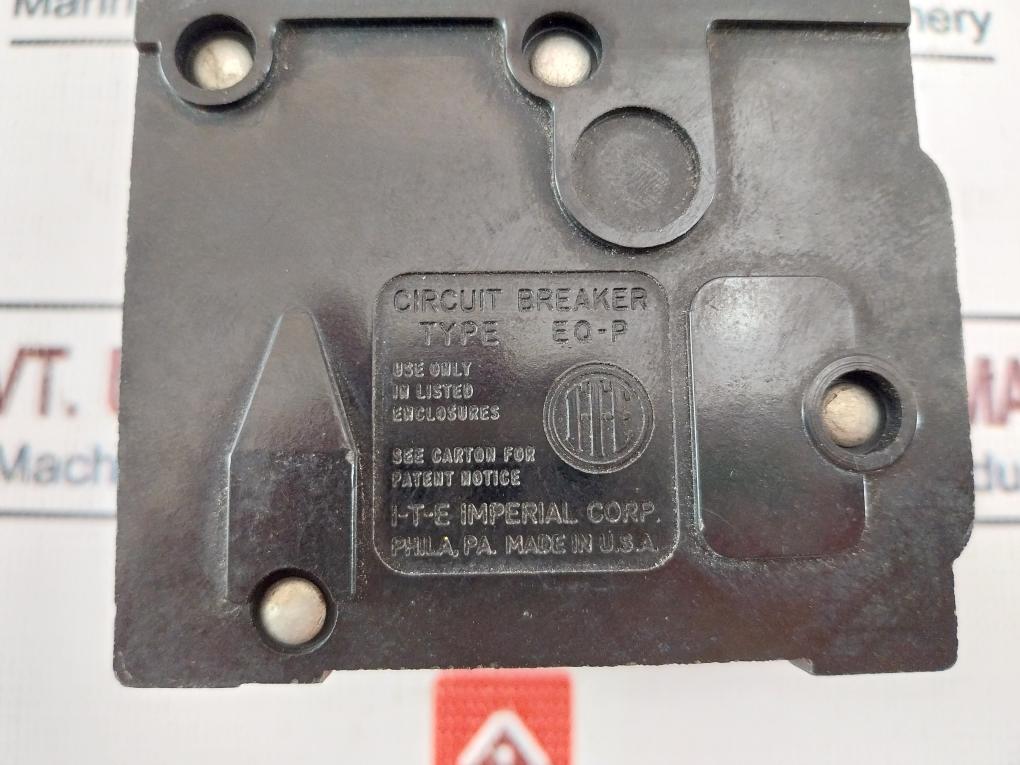 CIRCUIT BREAKER
TYPE EQ-P
USE ONLY
IN LISTED
ENCLOSURES
SEE CARTON FOR
PATENT NOTICE
I-T-E IMPERIAL CORP.
PHILA, PA. MADE IN U.S.A.
VT.